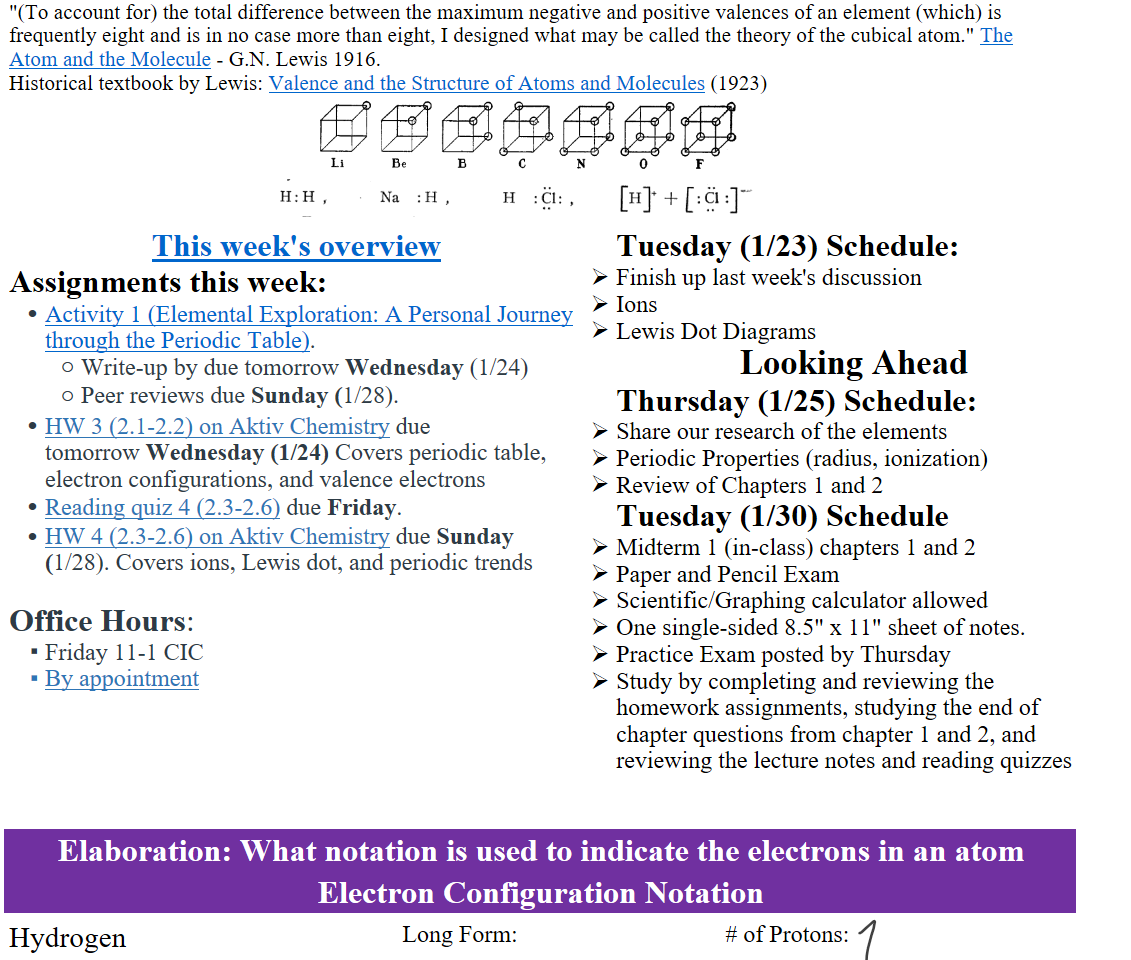 "(To account for) the total difference between the maximum negative and positive valences of an element (which) is
frequently eight and is in no case more than eight, I designed what may be called the theory of the cubical atom." The
Atom and the Molecule - G.N. Lewis 1916.
Historical textbook by Lewis: Valence and the Structure of Atoms and Molecules (1923)
Li Be B C N O F
H:H , Na :H , H :C̈l: , [H]⁺ + [:C̈l:]⁻
This week's overview
Assignments this week:
• Activity 1 (Elemental Exploration: A Personal Journey
through the Periodic Table).
○ Write-up by due tomorrow Wednesday (1/24)
○ Peer reviews due Sunday (1/28).
• HW 3 (2.1-2.2) on Aktiv Chemistry due
tomorrow Wednesday (1/24) Covers periodic table,
electron configurations, and valence electrons
• Reading quiz 4 (2.3-2.6) due Friday.
• HW 4 (2.3-2.6) on Aktiv Chemistry due Sunday
(1/28). Covers ions, Lewis dot, and periodic trends
Office Hours:
▪ Friday 11-1 CIC
▪ By appointment
Tuesday (1/23) Schedule:
➢ Finish up last week's discussion
➢ Ions
➢ Lewis Dot Diagrams
Looking Ahead
Thursday (1/25) Schedule:
➢ Share our research of the elements
➢ Periodic Properties (radius, ionization)
➢ Review of Chapters 1 and 2
Tuesday (1/30) Schedule
➢ Midterm 1 (in-class) chapters 1 and 2
➢ Paper and Pencil Exam
➢ Scientific/Graphing calculator allowed
➢ One single-sided 8.5" x 11" sheet of notes.
➢ Practice Exam posted by Thursday
➢ Study by completing and reviewing the
homework assignments, studying the end of
chapter questions from chapter 1 and 2, and
reviewing the lecture notes and reading quizzes
Elaboration: What notation is used to indicate the electrons in an atom
Electron Configuration Notation
Hydrogen Long Form: # of Protons: 1